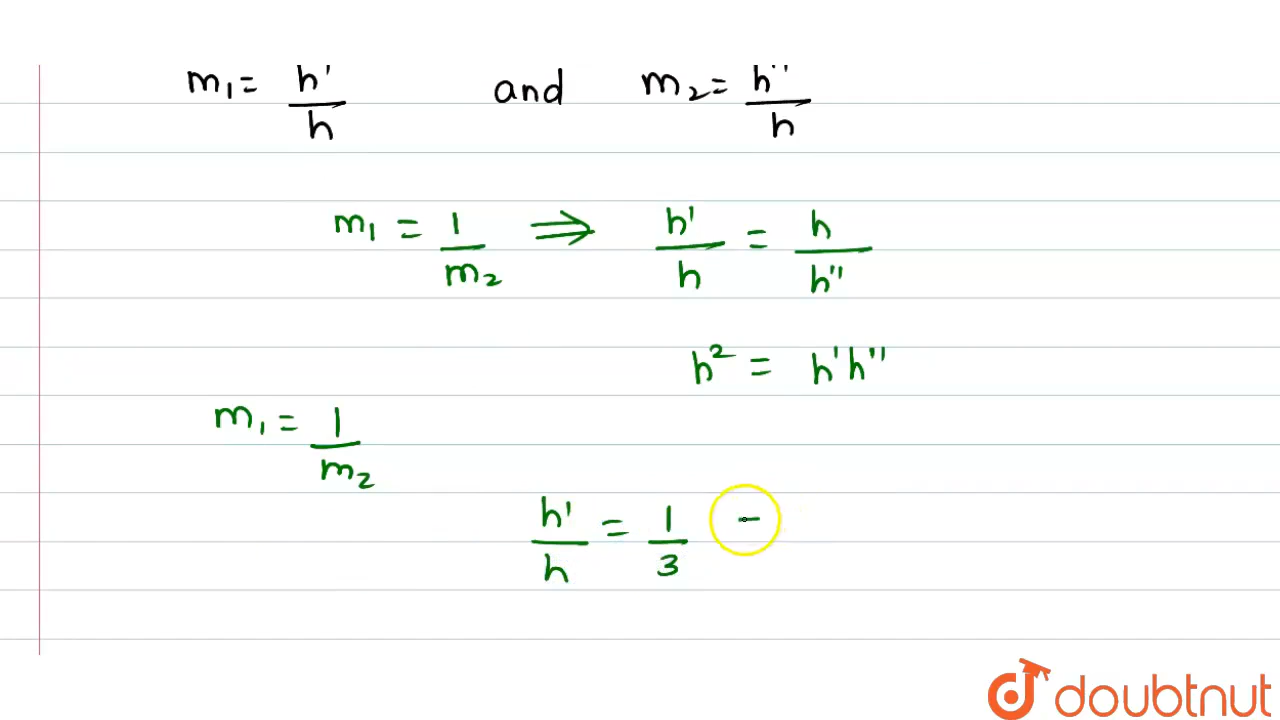 m₁ = h'/h and m₂ = h''/h
m₁ = 1/m₂ ⇒ h'/h = h/h''
h² = h'h''
m₁ = 1/m₂
h'/h = 1/3 -
doubtnut